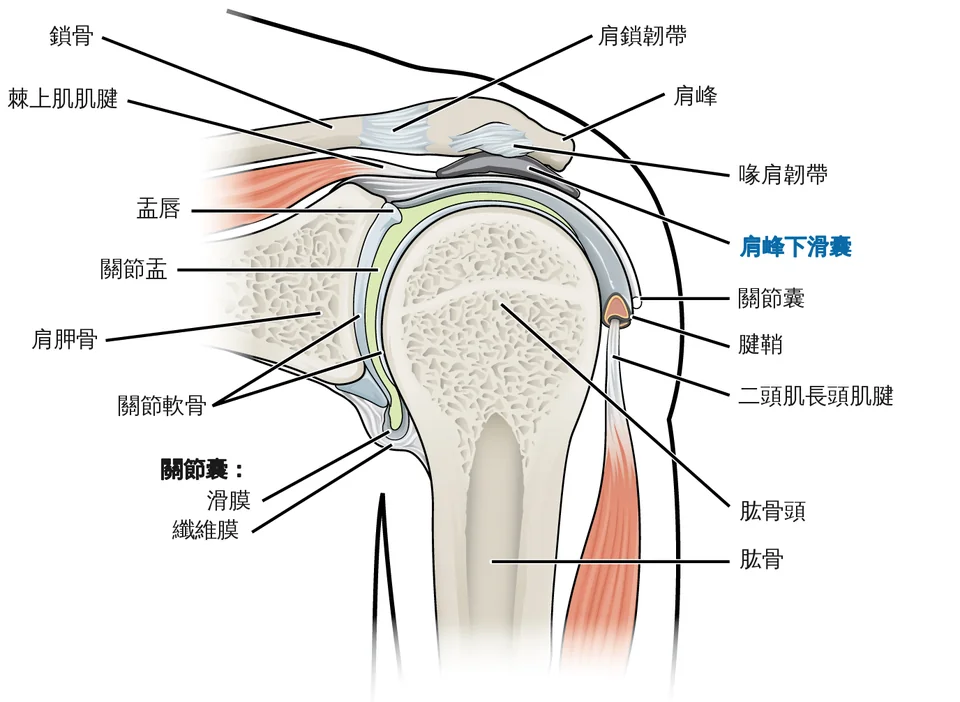 鎖骨
肩鎖韌帶
棘上肌肌腱
肩峰
喙肩韌帶
盂唇
肩峰下滑囊
關節盂
關節囊
肩胛骨
腱鞘
二頭肌長頭肌腱
關節軟骨
關節囊：
滑膜
肱骨頭
纖維膜
肱骨